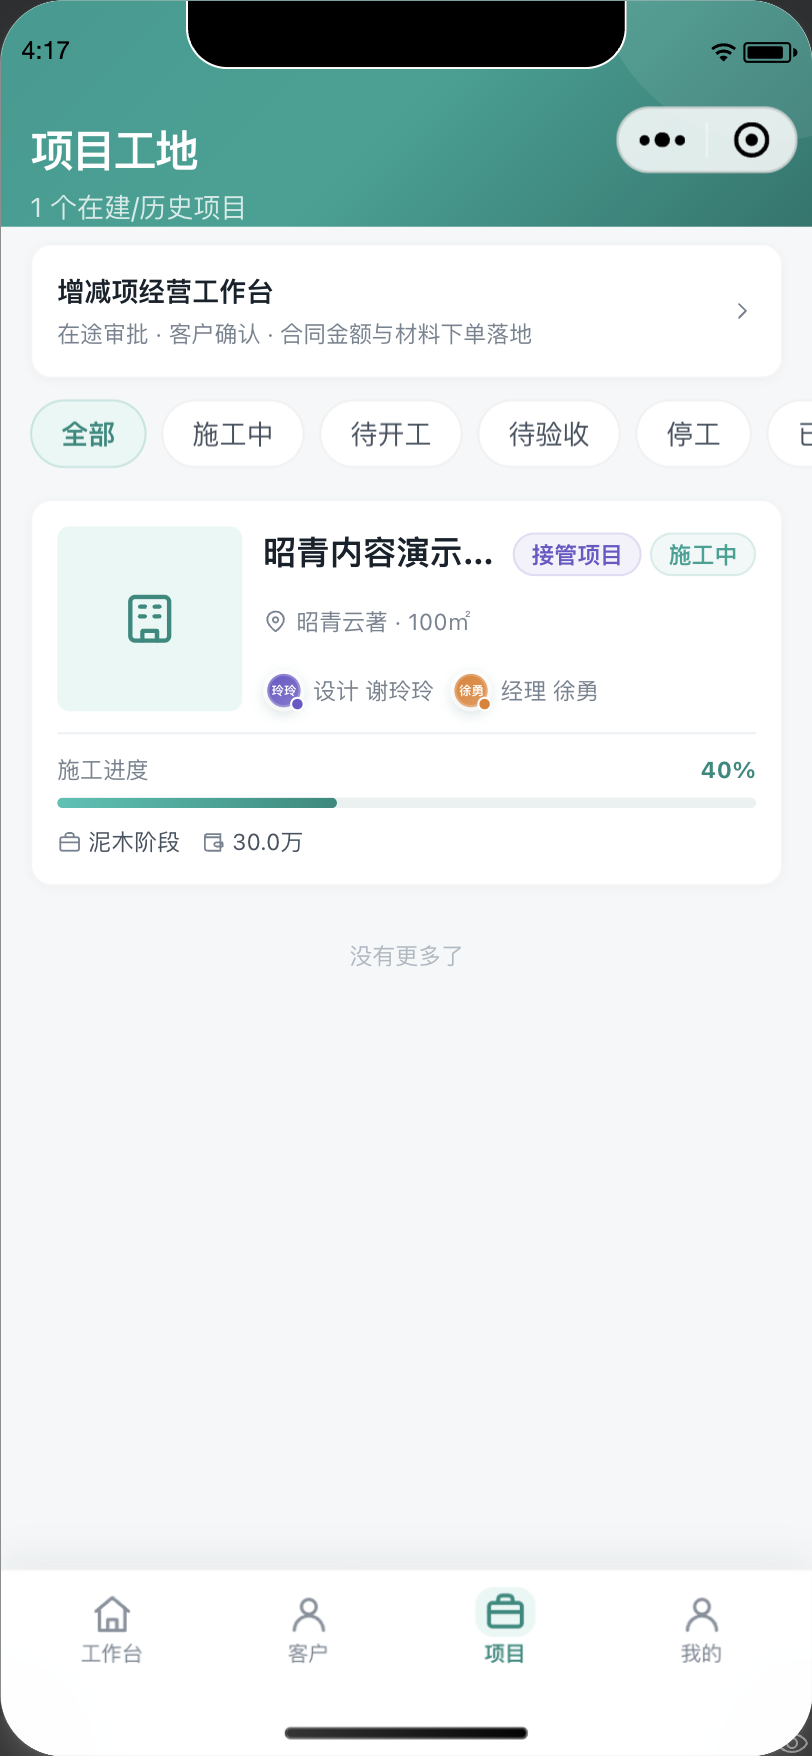 4:17
项目工地
1 个在建/历史项目
增减项经营工作台
在途审批 · 客户确认 · 合同金额与材料下单落地
全部 施工中 待开工 待验收 停工
昭青内容演示... 接管项目 施工中
昭青云著 · 100㎡
玲玲 设计 谢玲玲 徐勇 经理 徐勇
施工进度 40%
泥木阶段 30.0万
没有更多了
工作台 客户 项目 我的